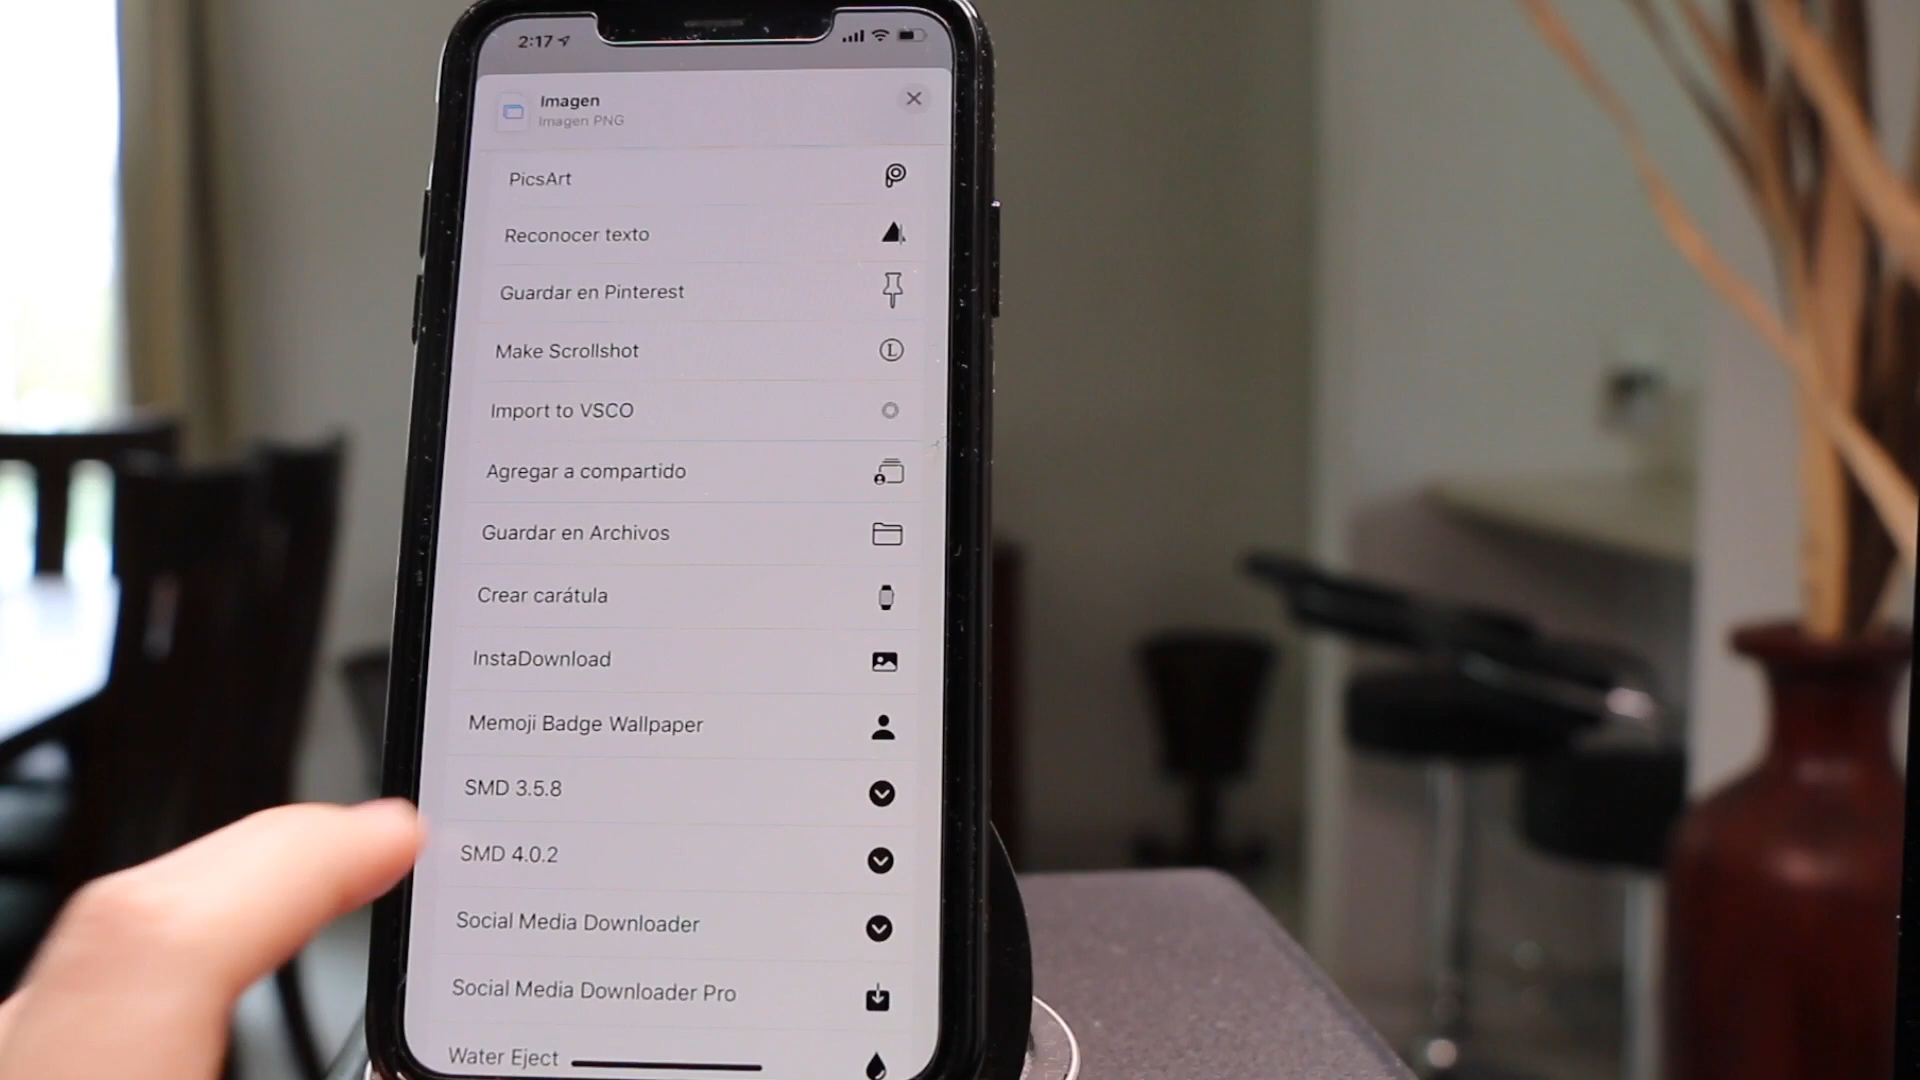 2:17
Imagen
Imagen PNG
PicsArt
Reconocer texto
Guardar en Pinterest
Make Scrollshot
Import to VSCO
Agregar a compartido
Guardar en Archivos
Crear carátula
InstaDownload
Memoji Badge Wallpaper
SMD 3.5.8
SMD 4.0.2
Social Media Downloader
Social Media Downloader Pro
Water Eject